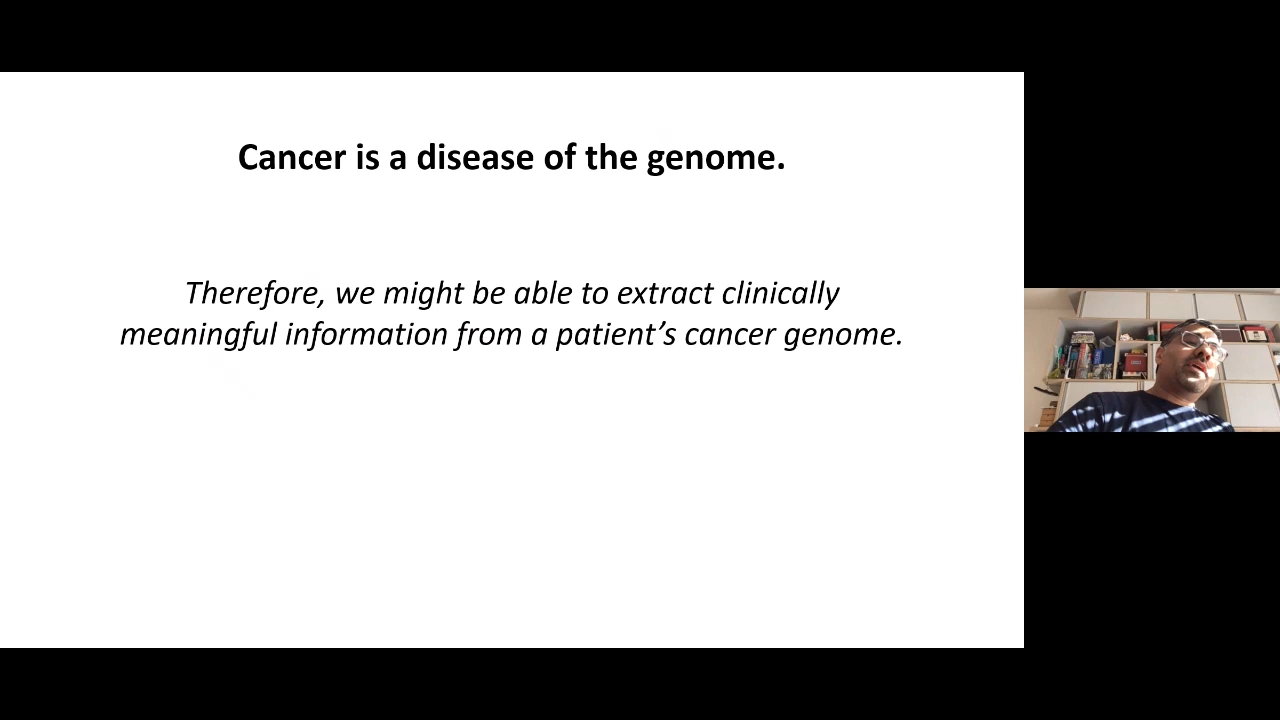 Cancer is a disease of the genome.
Therefore, we might be able to extract clinically
meaningful information from a patient’s cancer genome.